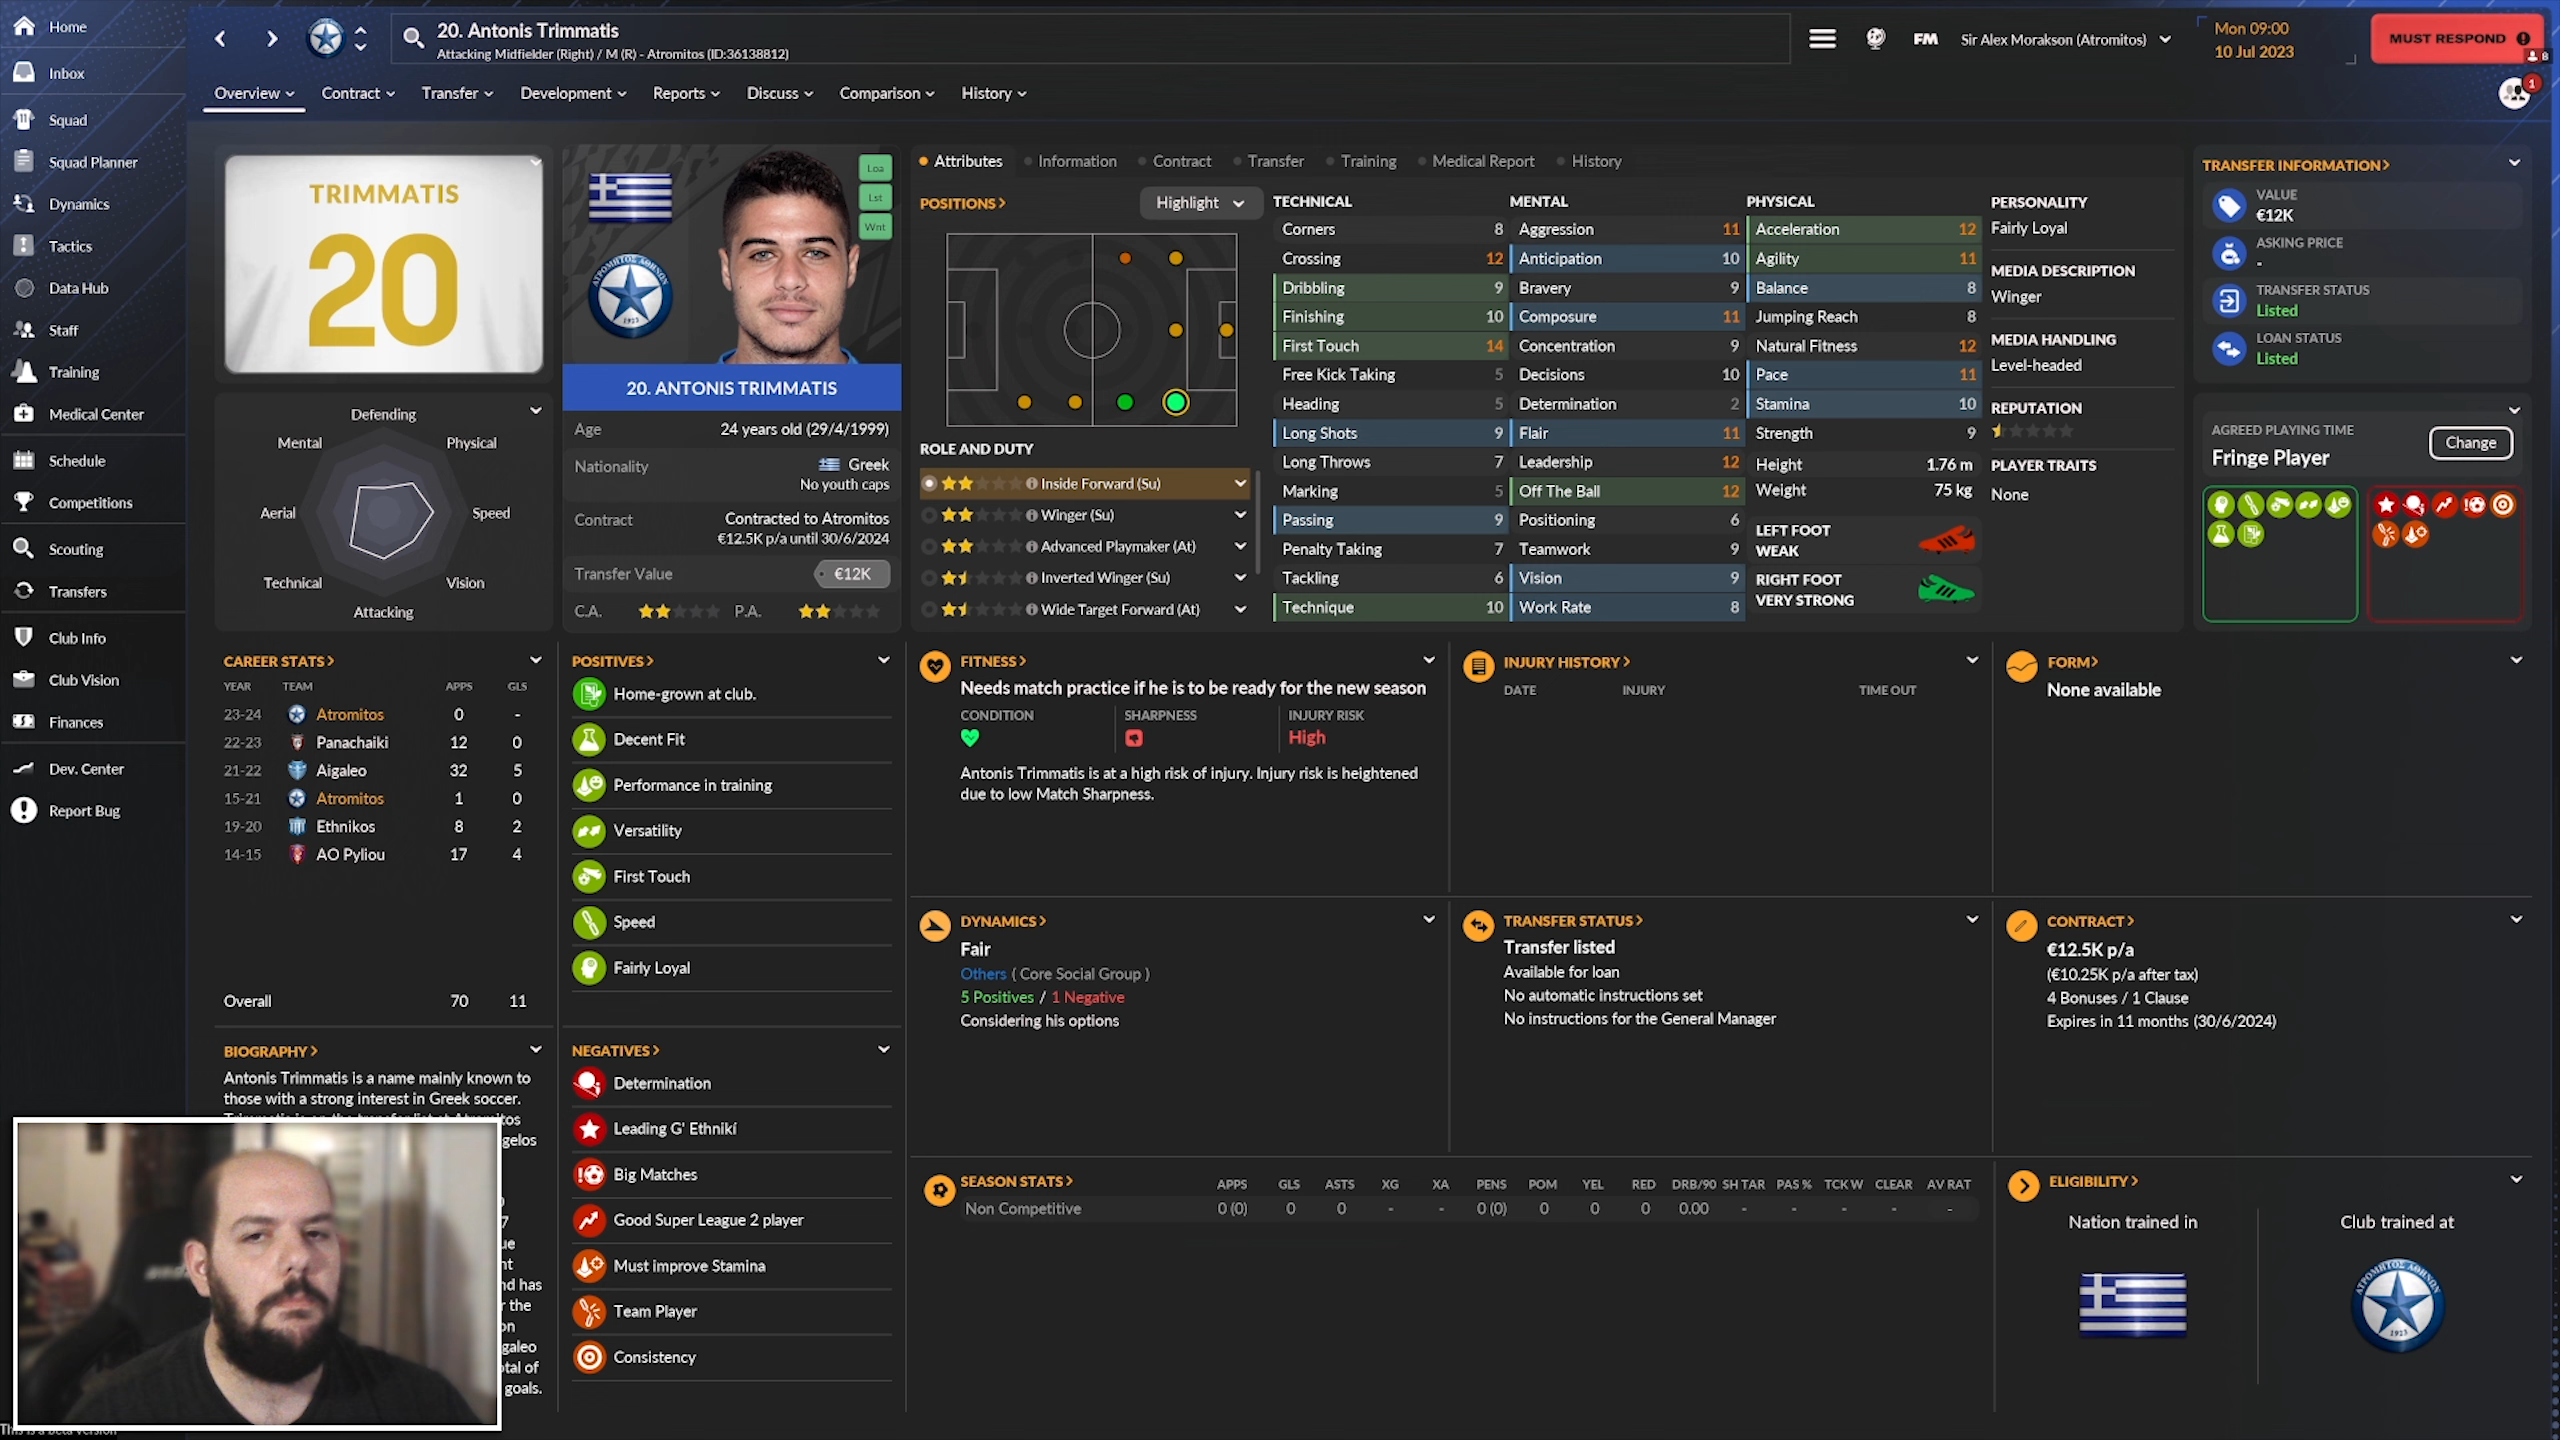 Home
Inbox
Squad
Squad Planner
Dynamics
Tactics
Data Hub
Staff
Training
Medical Center
Schedule
Competitions
Scouting
Transfers
Club Info
Club Vision
Finances
Dev. Center
Report Bug
20. Antonis Trimmatis
Attacking Midfielder (Right) / M (R) - Atromitos (ID:36138812)
FM
Sir Alex Morakson (Atromitos)
Mon 09:00
10 Jul 2023
MUST RESPOND
8
1
Overview
Contract
Transfer
Development
Reports
Discuss
Comparison
History
TRIMMATIS
20
Defending
Physical
Speed
Vision
Attacking
Technical
Aerial
Mental
Loa
Lst
Wnt
20. ANTONIS TRIMMATIS
Age 24 years old (29/4/1999)
Nationality Greek
No youth caps
Contract Contracted to Atromitos
€12.5K p/a until 30/6/2024
Transfer Value €12K
C.A. P.A.
Attributes
Information
Contract
Transfer
Training
Medical Report
History
POSITIONS
Highlight
ROLE AND DUTY
Inside Forward (Su)
Winger (Su)
Advanced Playmaker (At)
Inverted Winger (Su)
Wide Target Forward (At)
TECHNICAL
Corners 8
Crossing 12
Dribbling 9
Finishing 10
First Touch 14
Free Kick Taking 5
Heading 5
Long Shots 9
Long Throws 7
Marking 5
Passing 9
Penalty Taking 7
Tackling 6
Technique 10
MENTAL
Aggression 11
Anticipation 10
Bravery 9
Composure 11
Concentration 9
Decisions 10
Determination 2
Flair 11
Leadership 12
Off The Ball 12
Positioning 6
Teamwork 9
Vision 9
Work Rate 8
PHYSICAL
Acceleration 12
Agility 11
Balance 8
Jumping Reach 8
Natural Fitness 12
Pace 11
Stamina 10
Strength 9
Height 1.76 m
Weight 75 kg
LEFT FOOT
WEAK
RIGHT FOOT
VERY STRONG
PERSONALITY
Fairly Loyal
MEDIA DESCRIPTION
Winger
MEDIA HANDLING
Level-headed
REPUTATION
PLAYER TRAITS
None
TRANSFER INFORMATION
VALUE
€12K
ASKING PRICE
-
TRANSFER STATUS
Listed
LOAN STATUS
Listed
AGREED PLAYING TIME
Fringe Player
Change
CAREER STATS
YEAR TEAM APPS GLS
23-24 Atromitos 0 -
22-23 Panachaiki 12 0
21-22 Aigaleo 32 5
15-21 Atromitos 1 0
19-20 Ethnikos 8 2
14-15 AO Pyliou 17 4
Overall 70 11
BIOGRAPHY
Antonis Trimmatis is a name mainly known to
those with a strong interest in Greek soccer.
goals.
POSITIVES
Home-grown at club.
Decent Fit
Performance in training
Versatility
First Touch
Speed
Fairly Loyal
NEGATIVES
Determination
Leading G' Ethnikí
Big Matches
Good Super League 2 player
Must improve Stamina
Team Player
Consistency
FITNESS
Needs match practice if he is to be ready for the new season
CONDITION SHARPNESS INJURY RISK
High
Antonis Trimmatis is at a high risk of injury. Injury risk is heightened
due to low Match Sharpness.
INJURY HISTORY
DATE INJURY TIME OUT
FORM
None available
DYNAMICS
Fair
Others ( Core Social Group )
5 Positives / 1 Negative
Considering his options
TRANSFER STATUS
Transfer listed
Available for loan
No automatic instructions set
No instructions for the General Manager
CONTRACT
€12.5K p/a
(€10.25K p/a after tax)
4 Bonuses / 1 Clause
Expires in 11 months (30/6/2024)
SEASON STATS APPS GLS ASTS XG XA PENS POM YEL RED DRB/90 SH TAR PAS % TCK W CLEAR AV RAT
Non Competitive 0 (0) 0 0 - - 0 (0) 0 0 0 0.00 - - - - -
ELIGIBILITY
Nation trained in
Club trained at